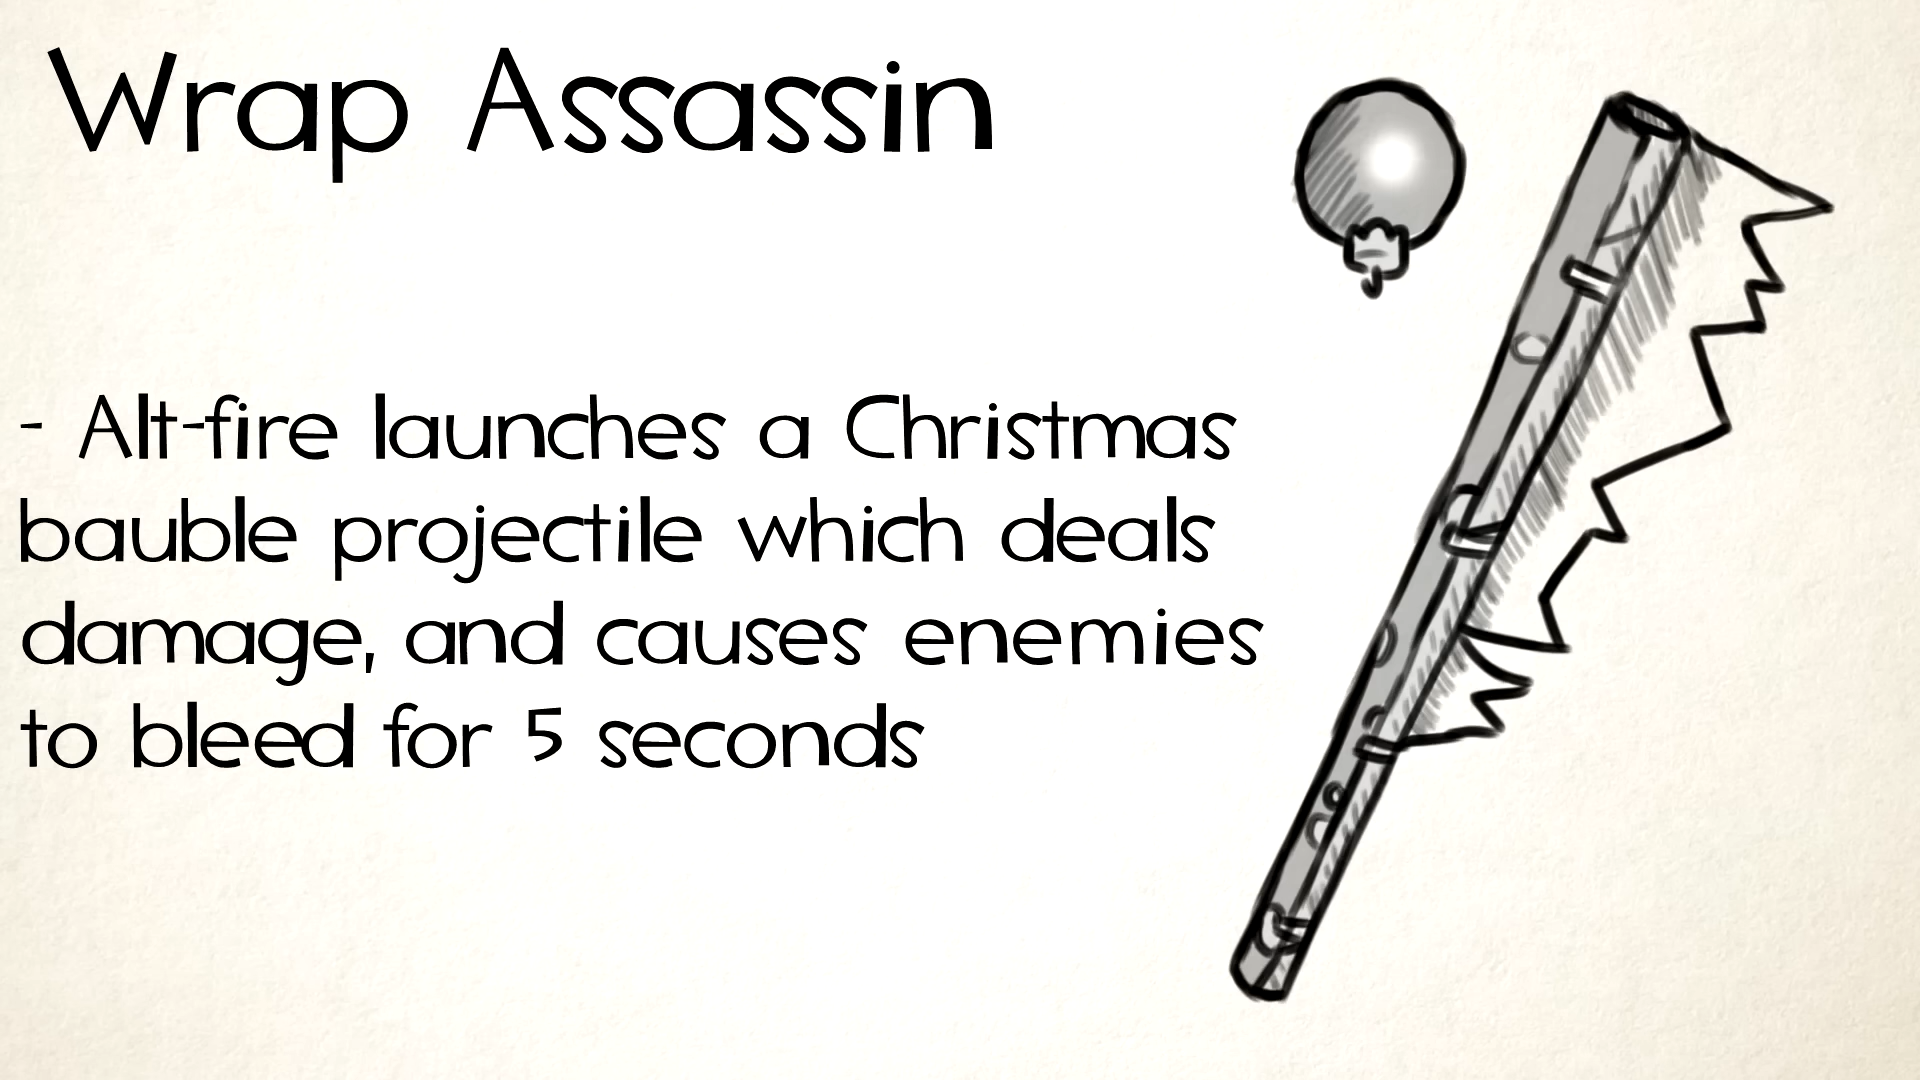 Wrap Assassin
- Alt-fire launches a Christmas
bauble projectile which deals
damage, and causes enemies
to bleed for 5 seconds